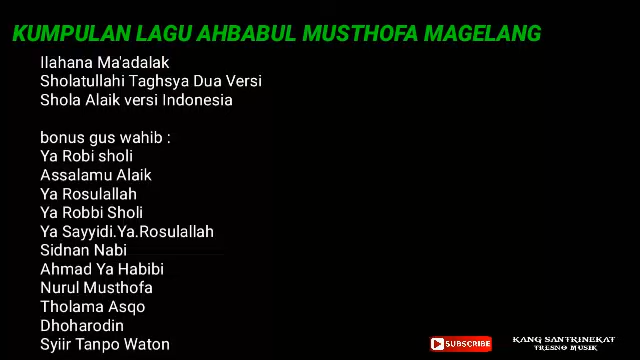 KUMPULAN LAGU AHBABUL MUSTHOFA MAGELANG
Ilahana Ma'adalak
Sholatullahi Taghsya Dua Versi
Shola Alaik versi Indonesia
bonus gus wahib :
Ya Robi sholi
Assalamu Alaik
Ya Rosulallah
Ya Robbi Sholi
Ya Sayyidi.Ya.Rosulallah
Sidnan Nabi
Ahmad Ya Habibi
Nurul Musthofa
Tholama Asqo
Dhoharodin
Syiir Tanpo Waton
SUBSCRIBE
KANG SANTRINEKAT
TRESNO MUSIK